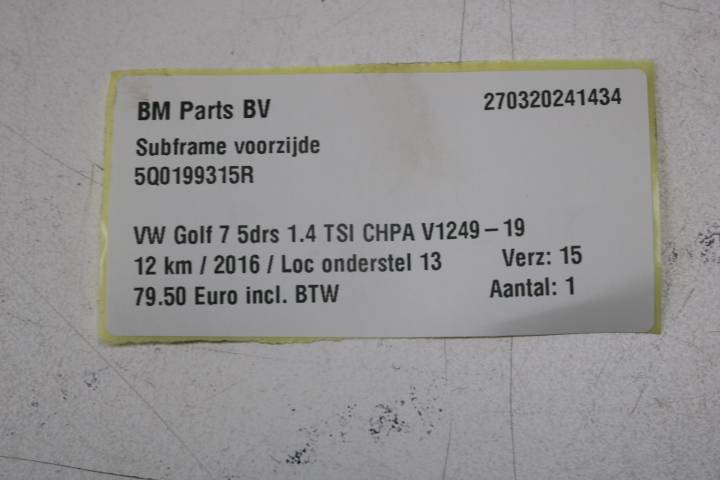 BM Parts BV 270320241434
Subframe voorzijde
5Q0199315R
VW Golf 7 5drs 1.4 TSI CHPA V1249-19
12 km / 2016 / Loc onderstel 13 Verz: 15
79.50 Euro incl. BTW Aantal: 1